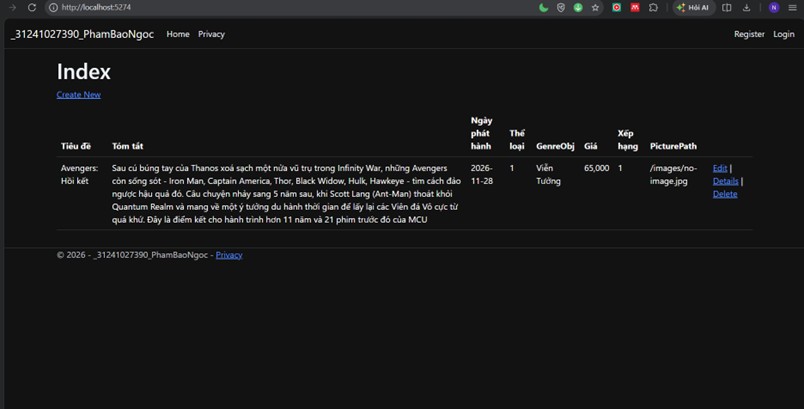 http://localhost:5274
Hỏi AI
N
_31241027390_PhamBaoNgoc Home Privacy Register Login
Index
Create New
Tiêu đề Tóm tắt Ngày phát hành Thể loại GenreObj Giá Xếp hạng PicturePath
Avengers: Hồi kết
Sau cú búng tay của Thanos xoá sạch một nửa vũ trụ trong Infinity War, những Avengers
còn sống sót - Iron Man, Captain America, Thor, Black Widow, Hulk, Hawkeye - tìm cách đảo
ngược hậu quả đó. Câu chuyện nhảy sang 5 năm sau, khi Scott Lang (Ant-Man) thoát khỏi
Quantum Realm và mang về một ý tưởng du hành thời gian để lấy lại các Viên đá Vô cực từ
quá khứ. Đây là điểm kết cho hành trình hơn 11 năm và 21 phim trước đó của MCU
2026-
11-28
1
Viễn
Tưởng
65,000
1
/images/no-
image.jpg
Edit |
Details |
Delete
© 2026 - _31241027390_PhamBaoNgoc - Privacy